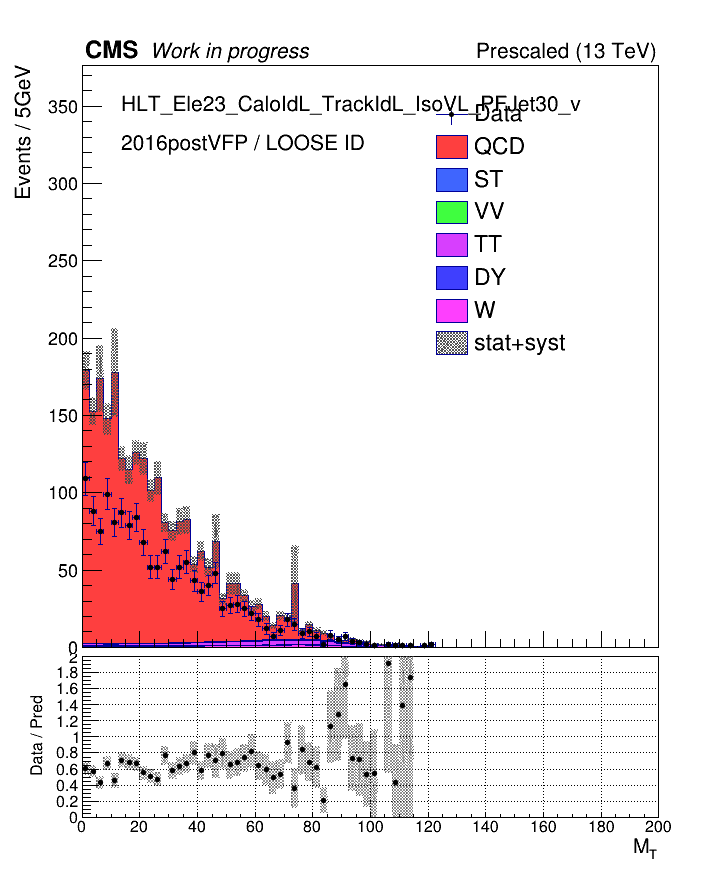 CMS Work in progress Prescaled (13 TeV)
Events / 5GeV
HLT_Ele23_CaloIdL_TrackIdL_IsoVL_PFJet30_v
2016postVFP / LOOSE ID
Data
QCD
ST
VV
TT
DY
W
stat+syst
350
300
250
200
150
100
50
0
Data / Pred
2
1.8
1.6
1.4
1.2
1
0.8
0.6
0.4
0.2
0
0 20 40 60 80 100 120 140 160 180 200
M_T